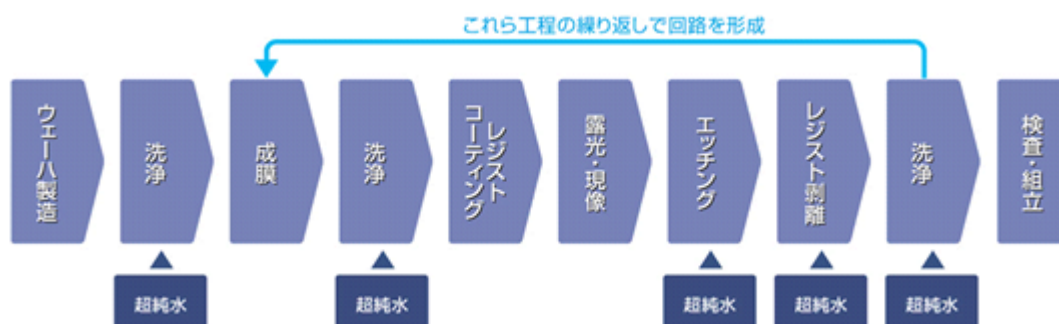 これら工程の繰り返しで回路を形成
ウェーハ製造
洗浄
成膜
洗浄
レジスト
コーティング
露光・現像
エッチング
レジスト剥離
洗浄
検査・組立
超純水
超純水
超純水
超純水
超純水